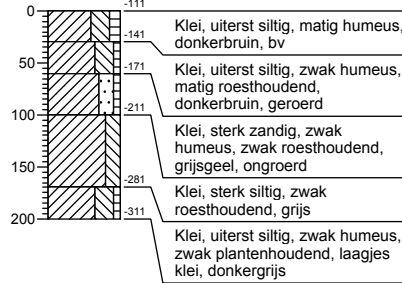 0
-111
Klei, uiterst siltig, matig humeus,
donkerbruin, bv
-141
50
Klei, uiterst siltig, zwak humeus,
matig roesthoudend,
donkerbruin, geroerd
-171
100
-211
Klei, sterk zandig, zwak
humeus, zwak roesthoudend,
grijsgeel, ongroerd
150
-281
Klei, sterk siltig, zwak
roesthoudend, grijs
200
-311
Klei, uiterst siltig, zwak humeus,
zwak plantenhoudend, laagjes
klei, donkergrijs